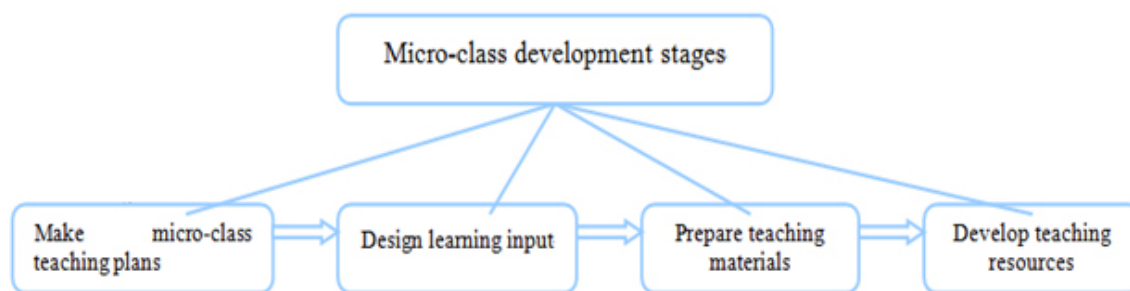 Micro-class development stages
Make micro-class
teaching plans
Design learning input
Prepare teaching
materials
Develop teaching
resources